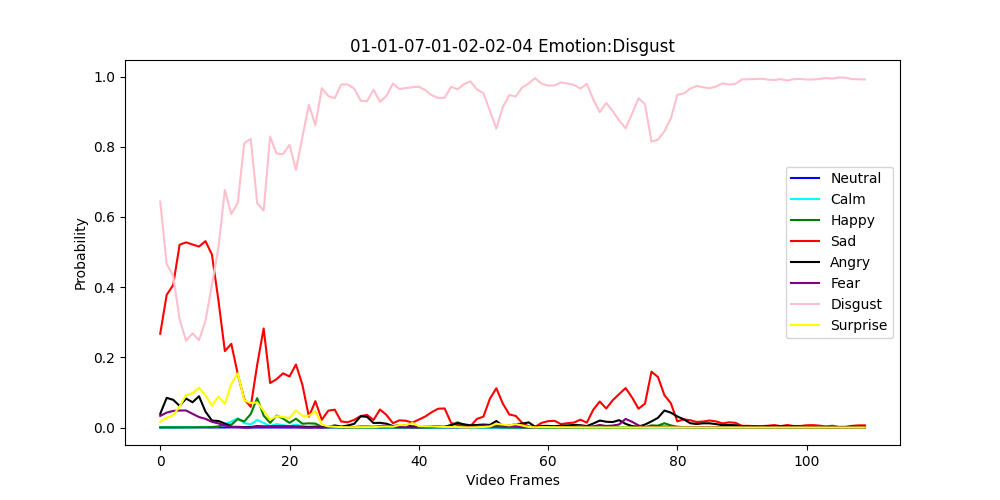 01-01-07-01-02-02-04 Emotion:Disgust
Probability
1.0
0.8
0.6
0.4
0.2
0.0
Neutral
Calm
Happy
Sad
Angry
Fear
Disgust
Surprise
0 20 40 60 80 100
Video Frames